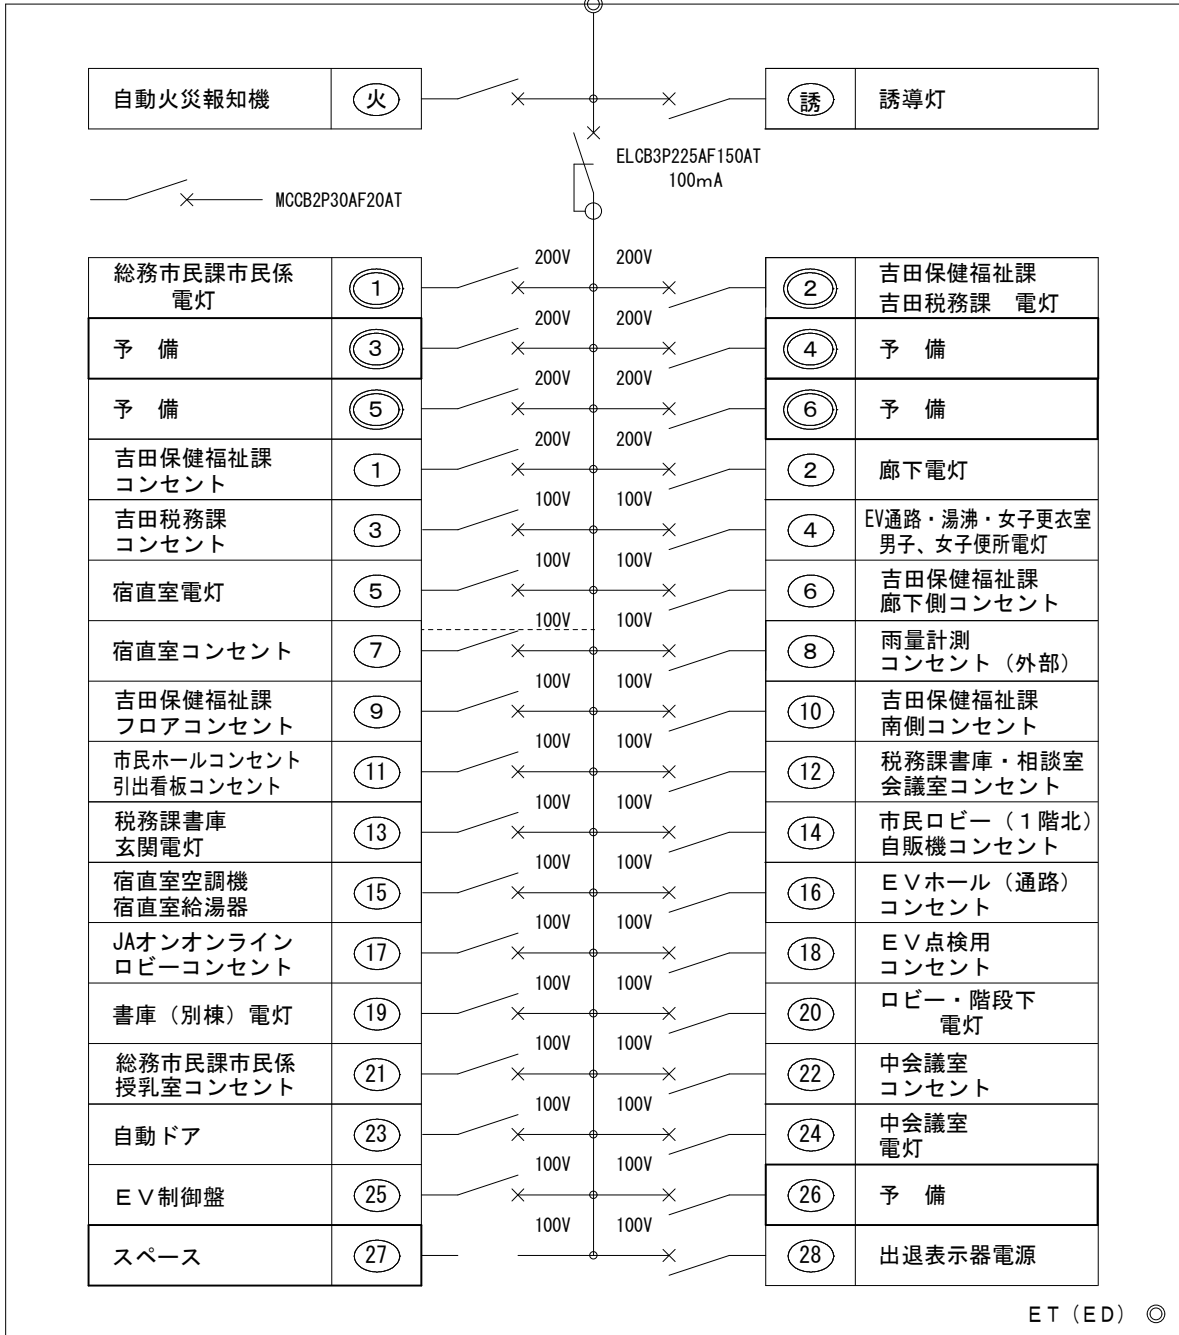 自動火災報知機 火 誘 誘導灯
ELCB3P225AF150AT
100mA
MCCB2P30AF20AT
200V 200V
総務市民課市民係
電灯
1 2
吉田保健福祉課
吉田税務課 電灯
200V 200V
予 備 3 4 予 備
200V 200V
予 備 5 6 予 備
200V 200V
吉田保健福祉課
コンセント
1 2 廊下電灯
100V 100V
吉田税務課
コンセント
3 4
EV通路・湯沸・女子更衣室
男子、女子便所電灯
100V 100V
宿直室電灯 5 6
吉田保健福祉課
廊下側コンセント
100V 100V
宿直室コンセント 7 8
雨量計測
コンセント（外部）
100V 100V
吉田保健福祉課
フロアコンセント
9 10
吉田保健福祉課
南側コンセント
100V 100V
市民ホールコンセント
引出看板コンセント
11 12
税務課書庫・相談室
会議室コンセント
100V 100V
税務課書庫
玄関電灯
13 14
市民ロビー（１階北）
自販機コンセント
100V 100V
宿直室空調機
宿直室給湯器
15 16
ＥＶホール（通路）
コンセント
100V 100V
JAオンオンライン
ロビーコンセント
17 18
ＥＶ点検用
コンセント
100V 100V
書庫（別棟）電灯 19 20
ロビー・階段下
電灯
100V 100V
総務市民課市民係
授乳室コンセント
21 22
中会議室
コンセント
100V 100V
自動ドア 23 24
中会議室
電灯
100V 100V
ＥＶ制御盤 25 26 予 備
100V 100V
スペース 27 28 出退表示器電源
ＥＴ（ＥＤ） ◎